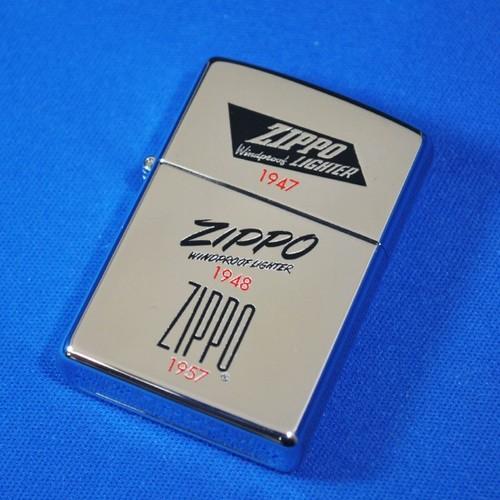 ZIPPO
Windproof LIGHTER
1947
ZIPPO
WINDPROOF LIGHTER
1948
ZIPPO
1957
®